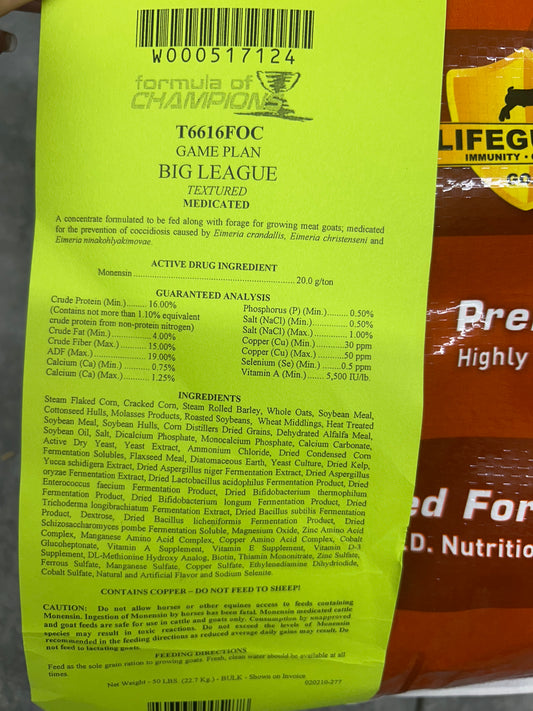 W000517124
formula of
CHAMPIONS
T6616FOC
GAME PLAN
BIG LEAGUE
TEXTURED
MEDICATED
A concentrate formulated to be fed along with forage for growing meat goats; medicated
for the prevention of coccidiosis caused by Eimeria crandallis, Eimeria christenseni and
Eimeria ninakohlyakimovae.
ACTIVE DRUG INGREDIENT
Monensin ........................................................ 20.0 g/ton
GUARANTEED ANALYSIS
Crude Protein (Min.)........ 16.00%
(Contains not more than 1.10% equivalent
crude protein from non-protein nitrogen)
Crude Fat (Min.)................ 4.00%
Crude Fiber (Max.)......... 15.00%
ADF (Max.)..................... 19.00%
Calcium (Ca) (Min.)........... 0.75%
Calcium (Ca) (Max.).......... 1.25%
Phosphorus (P) (Min.)............ 0.50%
Salt (NaCl) (Min.).................. 0.50%
Salt (NaCl) (Max.).................. 1.00%
Copper (Cu) (Min.)............30 ppm
Copper (Cu) (Max.)............50 ppm
Selenium (Se) (Min.)..........0.5 ppm
Vitamin A (Min.)........ 5,500 IU/lb.
INGREDIENTS
Steam Flaked Corn, Cracked Corn, Steam Rolled Barley, Whole Oats, Soybean Meal,
Cottonseed Hulls, Molasses Products, Roasted Soybeans, Wheat Middlings, Heat Treated
Soybean Meal, Soybean Hulls, Corn Distillers Dried Grains, Dehydrated Alfalfa Meal,
Soybean Oil, Salt, Dicalcium Phosphate, Monocalcium Phosphate, Calcium Carbonate,
Active Dry Yeast, Yeast Extract, Ammonium Chloride, Dried Condensed Corn
Fermentation Solubles, Flaxseed Meal, Diatomaceous Earth, Yeast Culture, Dried Kelp,
Yucca schidigera Extract, Dried Aspergillus niger Fermentation Extract, Dried Aspergillus
oryzae Fermentation Extract, Dried Lactobacillus acidophilus Fermentation Product, Dried
Enterococcus faecium Fermentation Product, Dried Bifidobacterium thermophilum
Fermentation Product, Dried Bifidobacterium longium Fermentation Product, Dried
Trichoderma longibrachiatum Fermentation Extract, Dried Bacillus subtilis Fermentation
Product, Dextrose, Dried Bacillus licheniformis Fermentation Product, Dried
Schizosaccharomyces pombe Fermentation Soluble, Magnesium Oxide, Zinc Amino Acid
Complex, Manganese Amino Acid Complex, Copper Amino Acid Complex, Cobalt
Glucoheptonate, Vitamin A Supplement, Vitamin E Supplement, Vitamin D-3
Supplement, DL-Methionine Hydroxy Analog, Biotin, Thiamin Mononitrate, Zinc Sulfate,
Ferrous Sulfate, Manganese Sulfate, Copper Sulfate, Ethylenediamine Dihydriodide,
Cobalt Sulfate, Natural and Artificial Flavor and Sodium Selenite.
CONTAINS COPPER – DO NOT FEED TO SHEEP!
CAUTION: Do not allow horses or other equines access to feeds containing
Monensin. Ingestion of Monensin by horses has been fatal. Monensin medicated cattle
and goat feeds are safe for use in cattle and goats only. Consumption by unapproved
species may result in toxic reactions. Do not exceed the levels of Monensin
recommended in the feeding directions as reduced average daily gains may result. Do
not feed to lactating goats.
FEEDING DIRECTIONS
Feed as the sole grain ration to growing goats. Fresh, clean water should be available at all
times.
Net Weight - 50 LBS. (22.7 Kg.) - BULK - Shown on Invoice
020210-277
LIFEGU
IMMUNITY •
Pre
Highly
ed For
.D. Nutritio